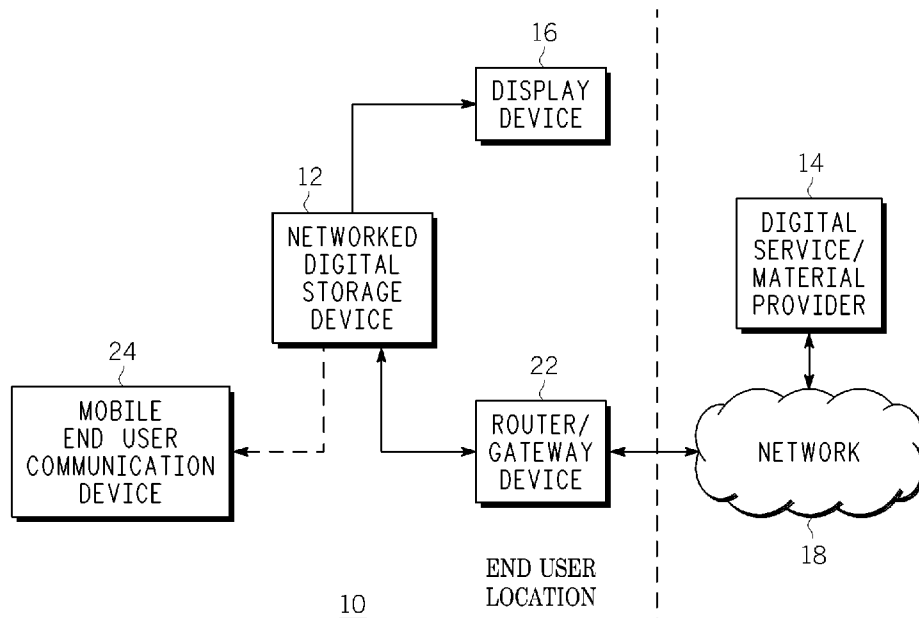 16
DISPLAY
DEVICE
12
NETWORKED
DIGITAL
STORAGE
DEVICE
14
DIGITAL
SERVICE/
MATERIAL
PROVIDER
24
MOBILE
END USER
COMMUNICATION
DEVICE
22
ROUTER/
GATEWAY
DEVICE
NETWORK
18
END USER
LOCATION
10